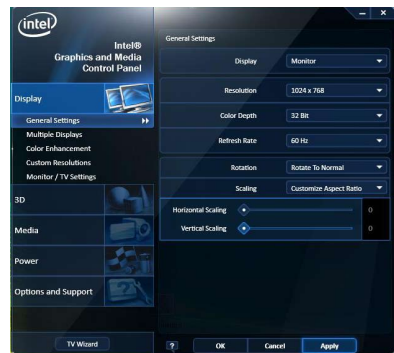 intel
Intel®
Graphics and Media
Control Panel
Display
General Settings
Multiple Displays
Color Enhancement
Custom Resolutions
Monitor / TV Settings
3D
Media
Power
Options and Support
TV Wizard
General Settings
Display Monitor
Resolution 1024 x 768
Color Depth 32 Bit
Refresh Rate 60 Hz
Rotation Rotate To Normal
Scaling Customize Aspect Ratio
Horizontal Scaling 0
Vertical Scaling 0
? OK Cancel Apply